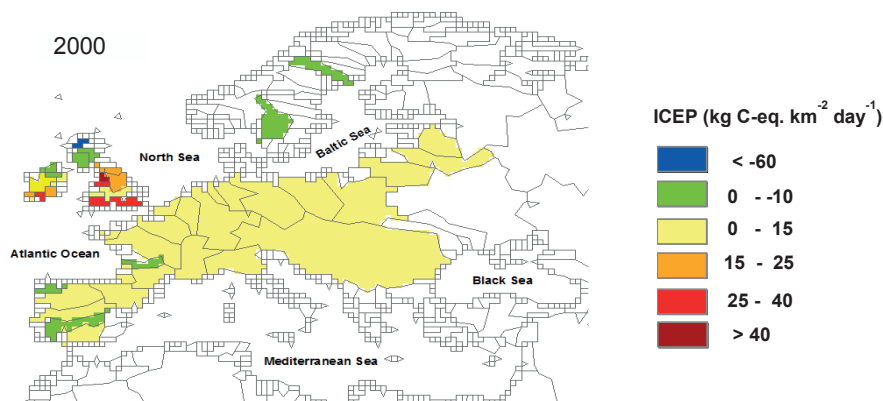 2000
North Sea
Baltic Sea
Atlantic Ocean
Black Sea
Mediterranean Sea
ICEP (kg C-eq. km⁻² day⁻¹)
< -60
0 - -10
0 - 15
15 - 25
25 - 40
> 40